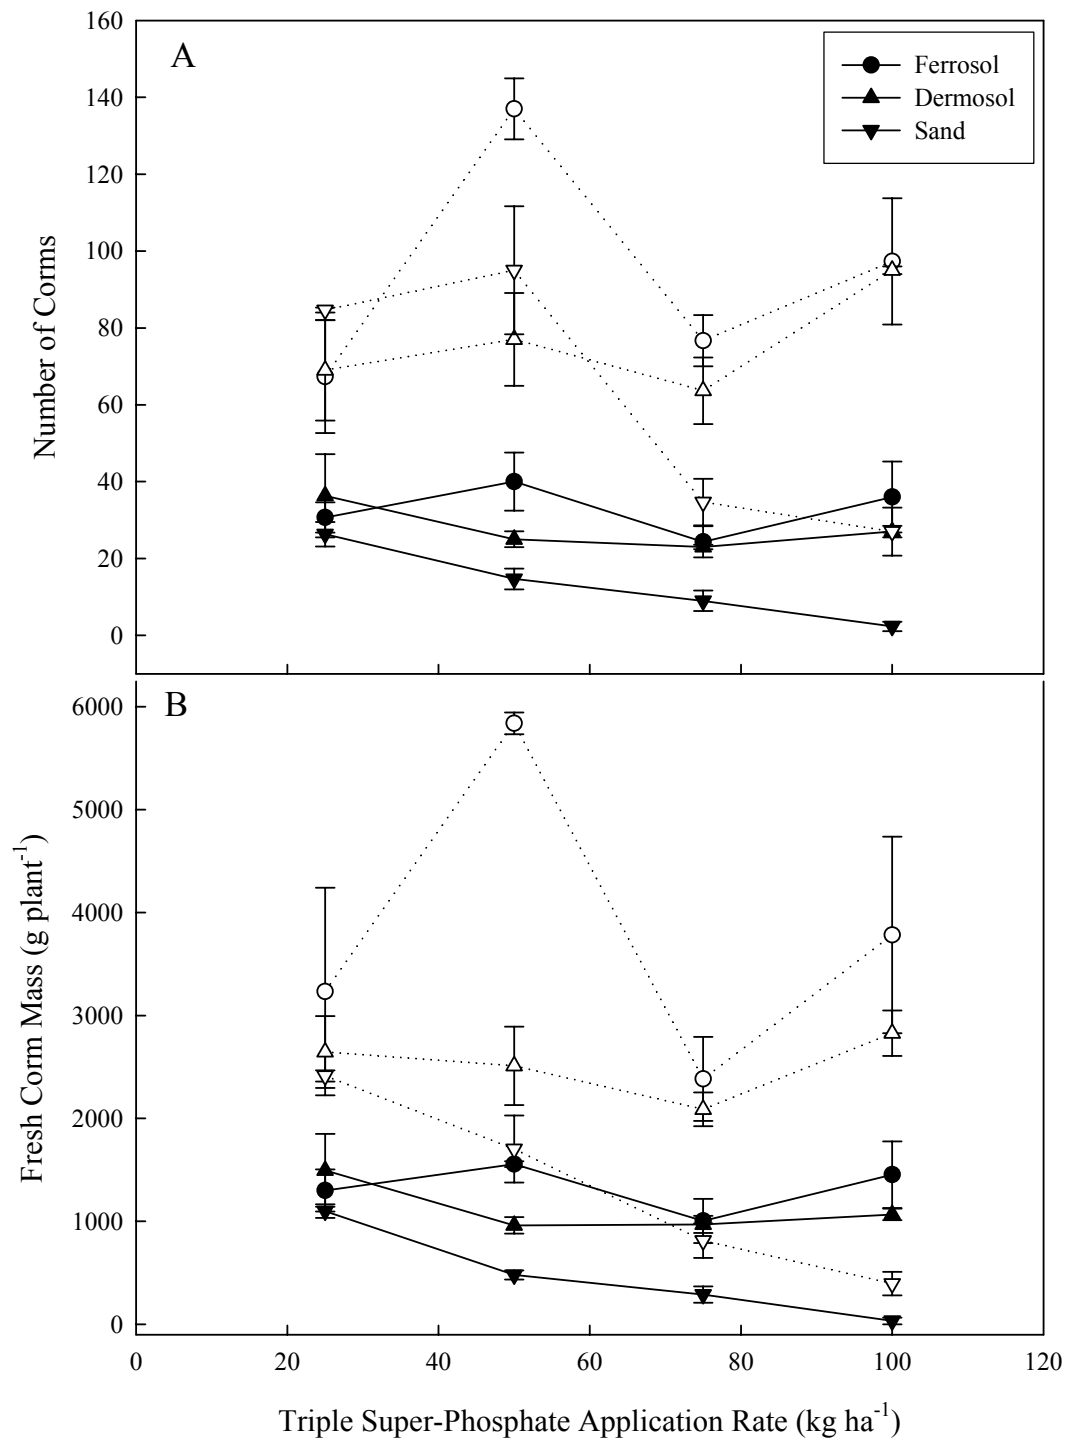 160
A
Ferrosol
140
Dermosol
Sand
120
100
80
60
40
20
0
Number of Corms
6000
B
5000
4000
3000
2000
1000
0
Fresh Corm Mass (g plant⁻¹)
0 20 40 60 80 100 120
Triple Super-Phosphate Application Rate (kg ha⁻¹)